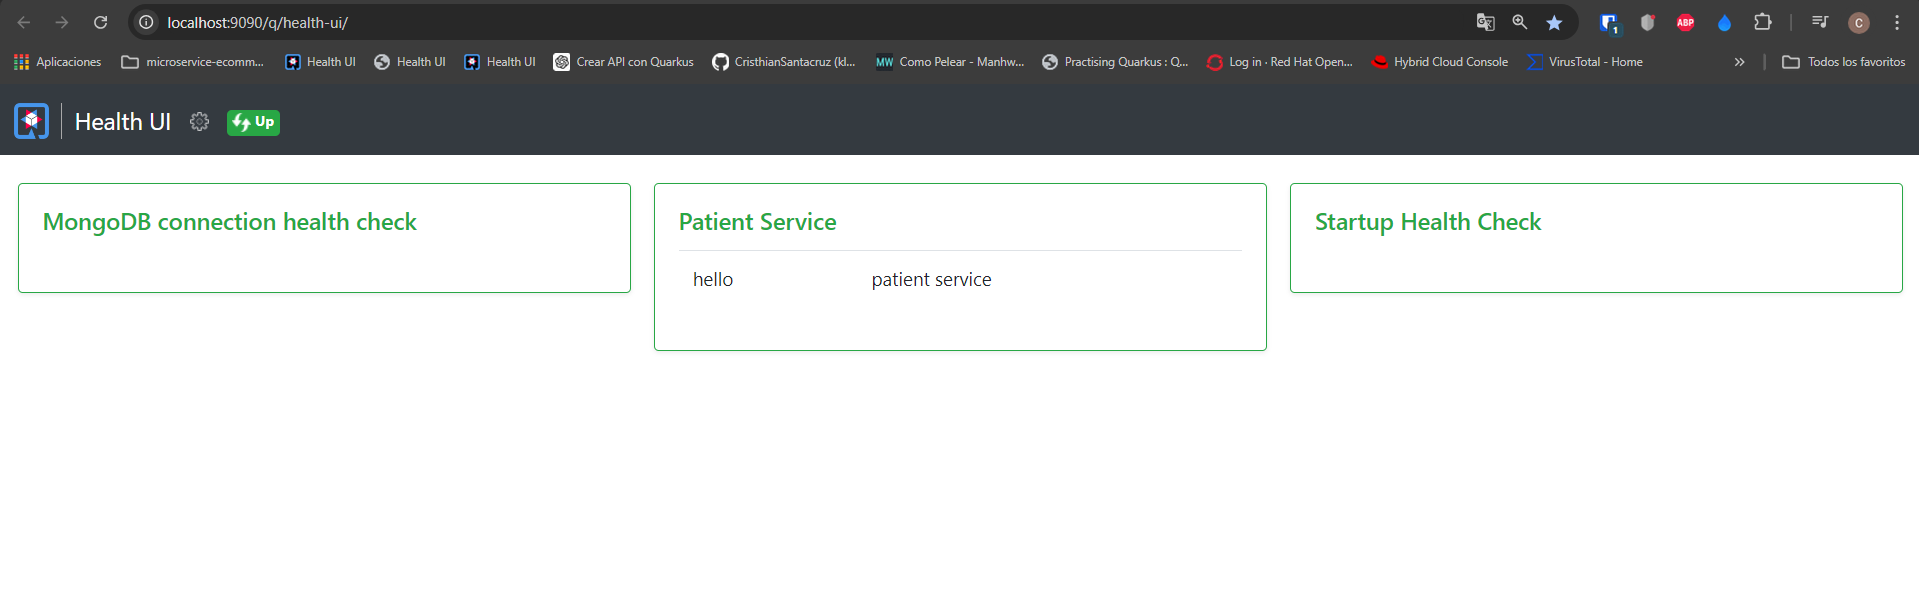 localhost:9090/q/health-ui/
1
ABP
C
Aplicaciones
microservice-ecomm...
Health UI
Health UI
Health UI
Crear API con Quarkus
CristhianSantacruz (kl...
MW
Como Pelear - Manhw...
Practising Quarkus : Q...
Log in · Red Hat Open...
Hybrid Cloud Console
VirusTotal - Home
»
Todos los favoritos
Health UI
Up
MongoDB connection health check
Patient Service
hello patient service
Startup Health Check